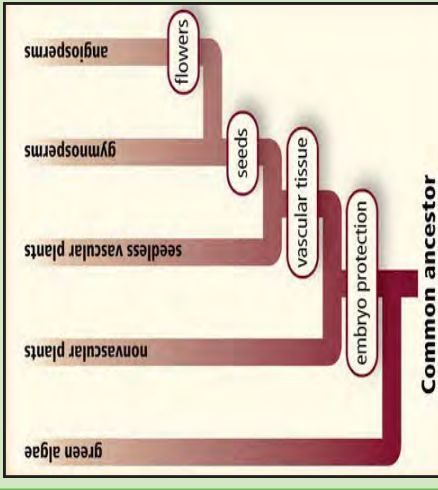 angiosperms
gymnosperms
seedless vascular plants
nonvascular plants
green algae
flowers
seeds
vascular tissue
embryo protection
Common ancestor